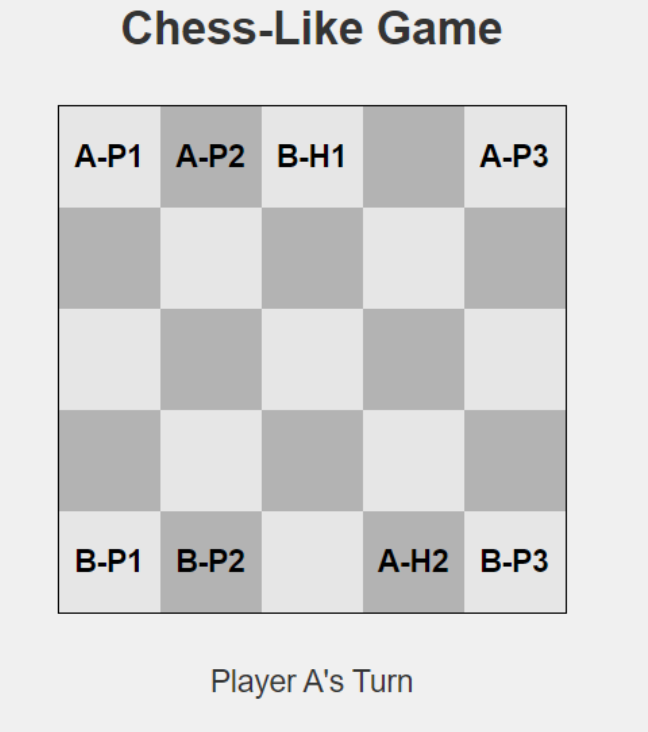 Chess-Like Game
A-P1 A-P2 B-H1 A-P3
B-P1 B-P2 A-H2 B-P3
Player A's Turn